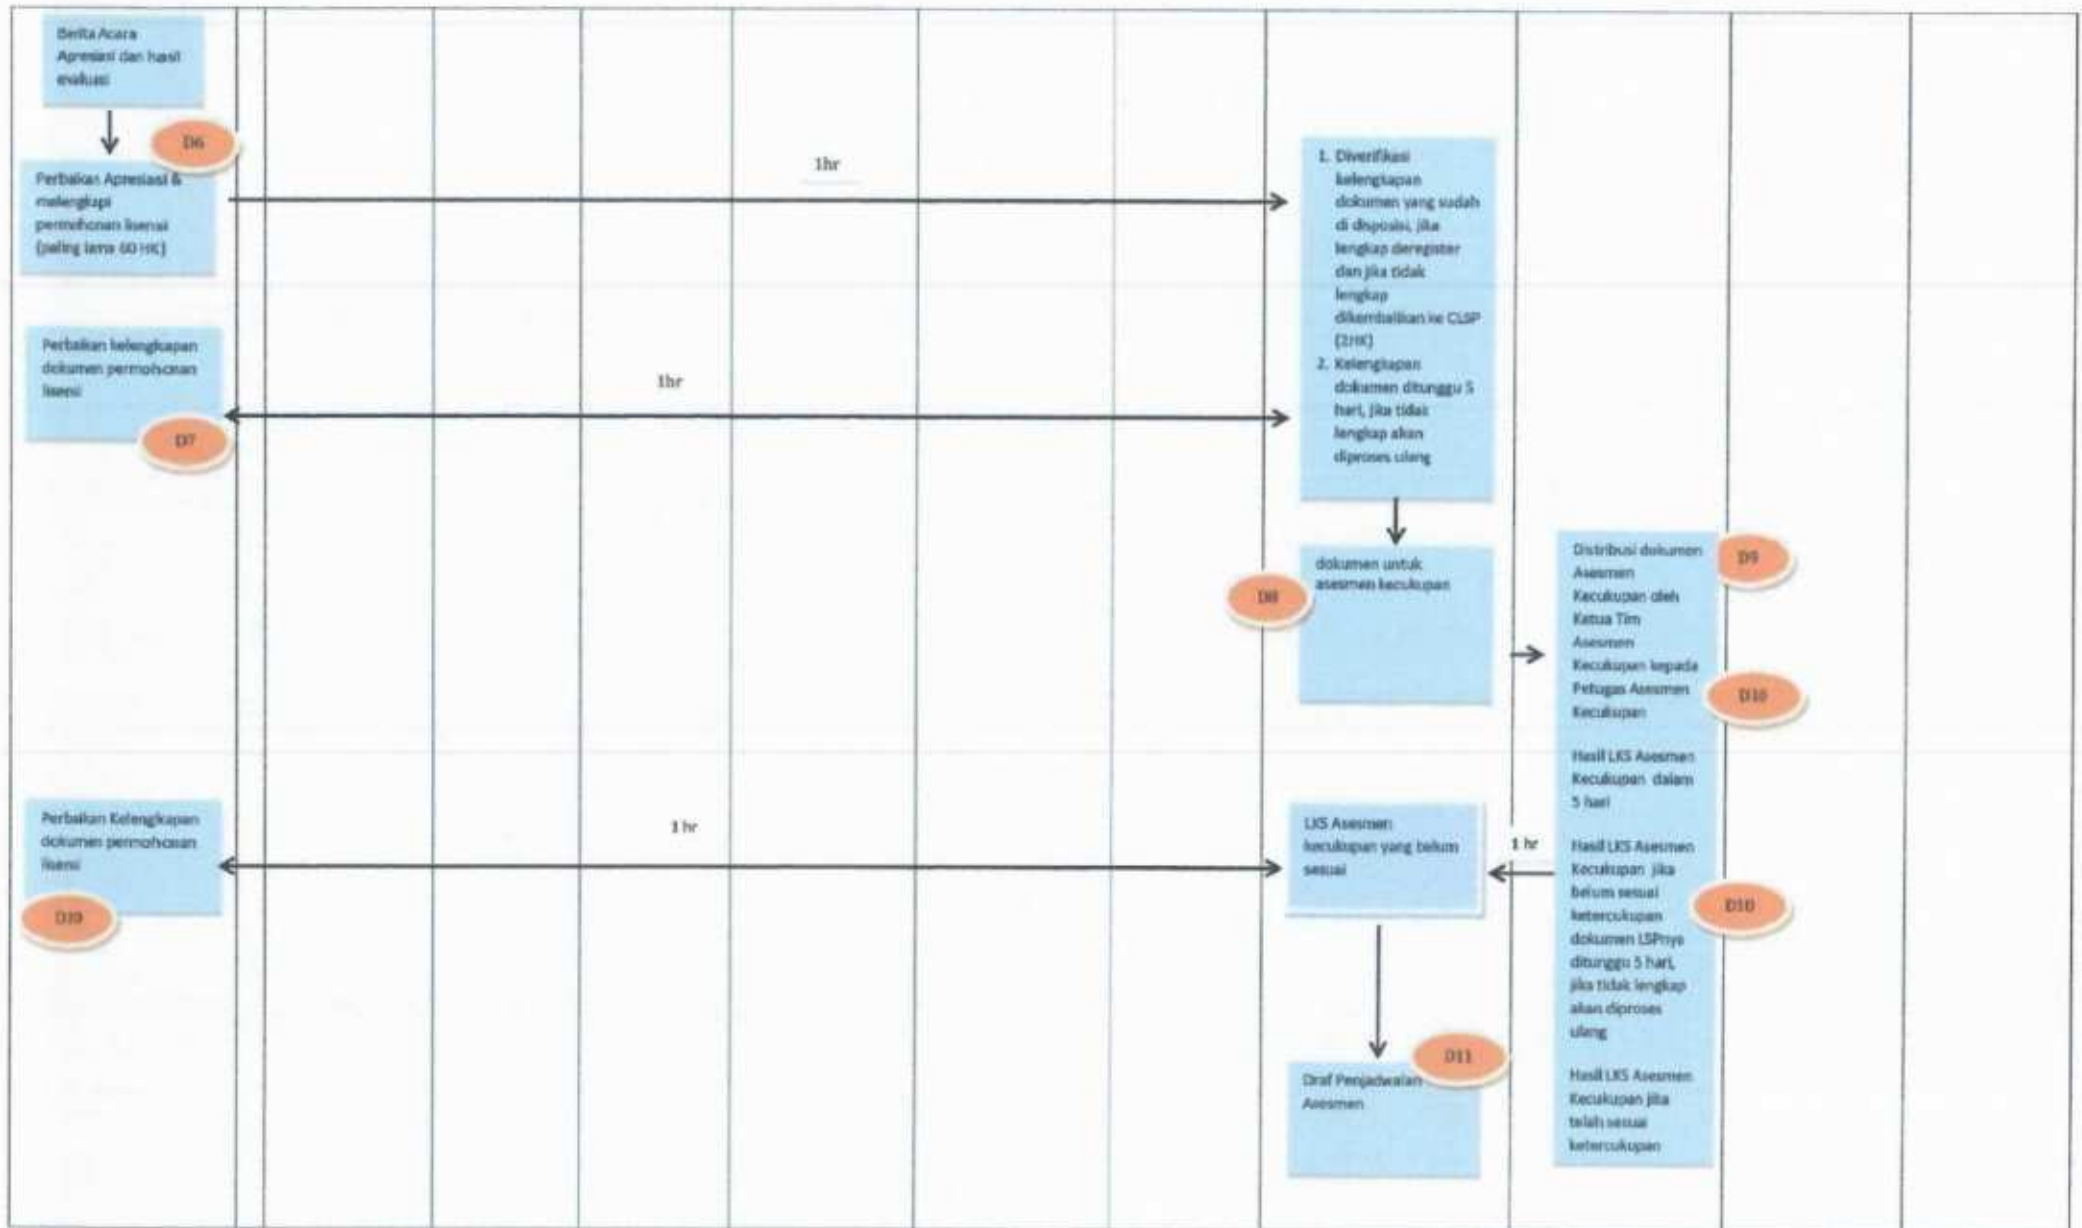 Berita Acara
Apresiasi dan hasil
evaluasi
D6
Perbaikan Apresiasi &
melengkapi
permohonan lisensi
(paling lama 60 HK)
1hr
1. Diverifikasi
kelengkapan
dokumen yang sudah
di disposisi, jika
lengkap deregister
dan jika tidak
lengkap
dikembalikan ke CLSP
(2HK)
2. Kelengkapan
dokumen ditunggu 5
hari, jika tidak
lengkap akan
diproses ulang
Perbaikan kelengkapan
dokumen permohonan
lisensi
D7
1hr
dokumen untuk
asesmen kecukupan
D8
Distribusi dokumen
Asesmen
Kecukupan oleh
Ketua Tim
Asesmen
Kecukupan kepada
Petugas Asesmen
Kecukupan
D9
D10
Hasil LKS Asesmen
Kecukupan dalam
5 hari
Hasil LKS Asesmen
Kecukupan jika
belum sesuai
ketercukupan
dokumen LSPnya
ditunggu 5 hari,
jika tidak lengkap
akan diproses
ulang
D10
Hasil LKS Asesmen
Kecukupan jika
telah sesuai
ketercukupan
Perbaikan Kelengkapan
dokumen permohonan
lisensi
D10
1 hr
LKS Asesmen
kecukupan yang belum
sesuai
1 hr
D11
Draf Penjadwalan
Asesmen